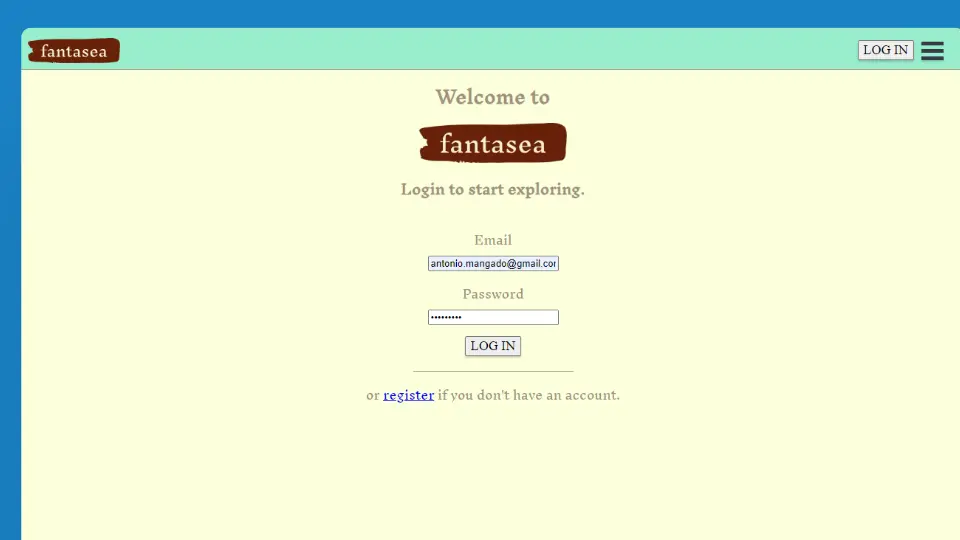 fantasea
LOG IN
Welcome to
fantasea
Login to start exploring.
Email
antonio.mangado@gmail.cor
Password
•••••••••
LOG IN
or register if you don't have an account.